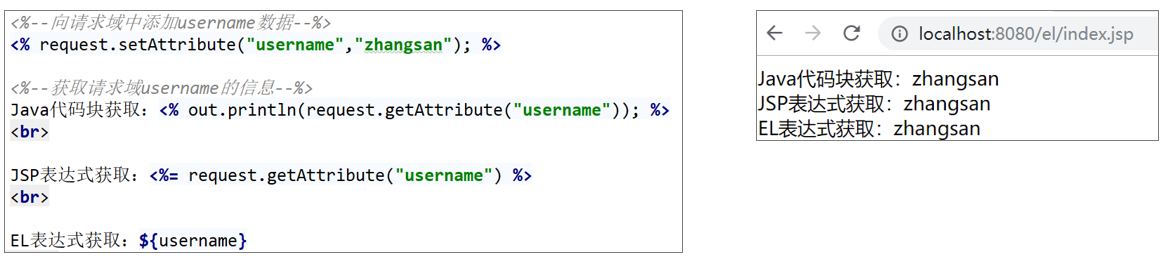 <%--向请求域中添加username数据--%>
<% request.setAttribute("username","zhangsan"); %>
<%--获取请求域username的信息--%>
Java代码块获取：<% out.println(request.getAttribute("username")); %>
<br>
JSP表达式获取：<%= request.getAttribute("username") %>
<br>
EL表达式获取：${username}
localhost:8080/el/index.jsp
Java代码块获取：zhangsan
JSP表达式获取：zhangsan
EL表达式获取：zhangsan